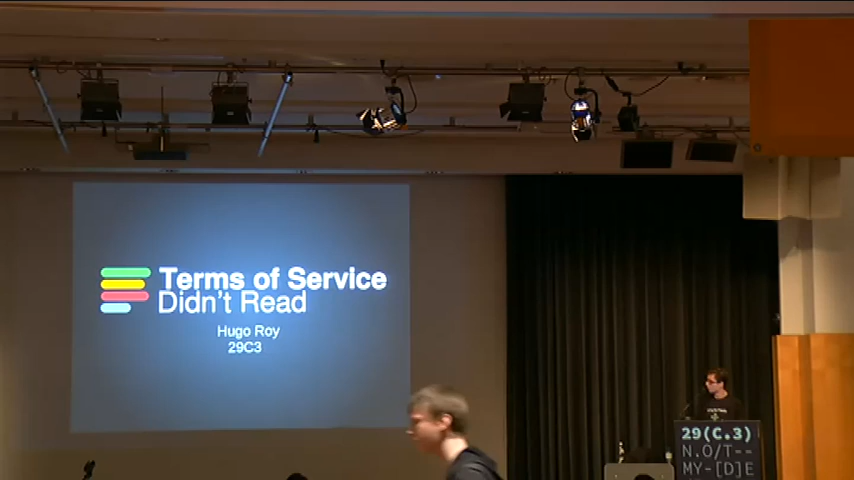 Terms of Service
Didn't Read
Hugo Roy
29C3
29(C.3)
N.O/T==
MY-[D]E